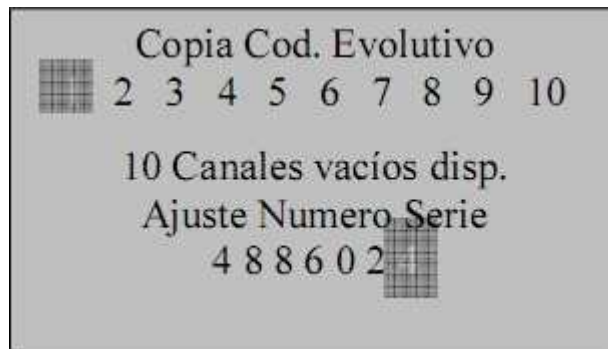 Copia Cod. Evolutivo
2 3 4 5 6 7 8 9 10
10 Canales vacíos disp.
Ajuste Numero Serie
4 8 8 6 0 2